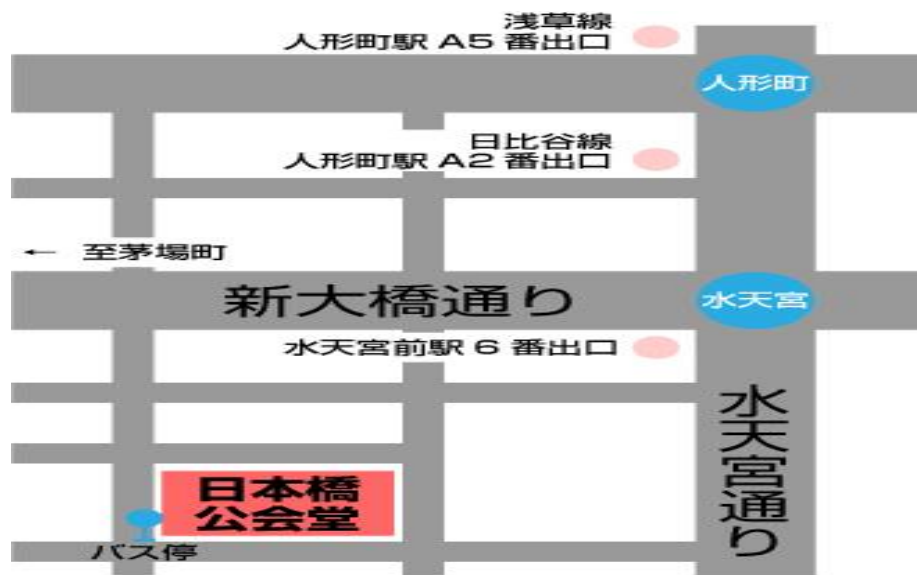 浅草線
人形町駅 A5 番出口
人形町
日比谷線
人形町駅 A2 番出口
← 至茅場町
新大橋通り
水天宮
水天宮前駅 6 番出口
水天宮通り
日本橋
公会堂
バス停